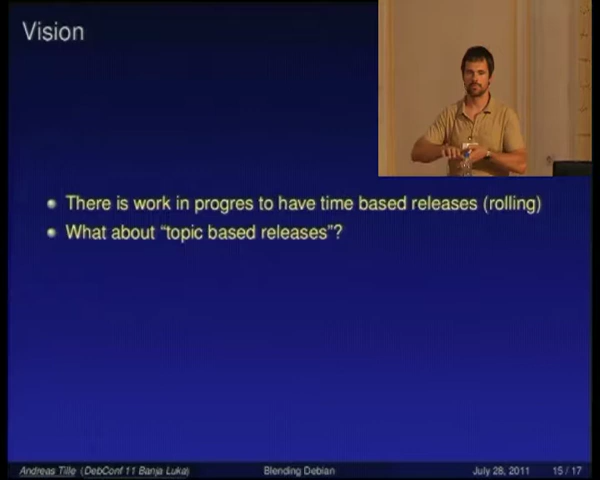 Vision
There is work in progres to have time based releases (rolling)
What about “topic based releases”?
Andreas Tille (DebConf 11 Banja Luka)
Blending Debian
July 28, 2011
15 / 17